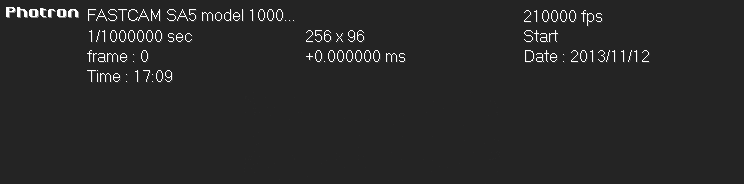 Photron FASTCAM SA5 model 1000... 210000 fps
1/1000000 sec 256 x 96 Start
frame : 0 +0.000000 ms Date : 2013/11/12
Time : 17:09